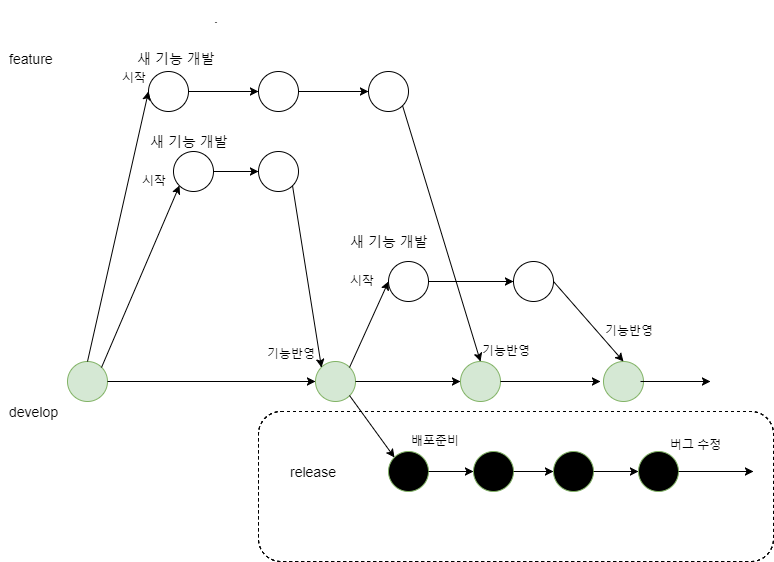 feature
새 기능 개발
시작
새 기능 개발
시작
새 기능 개발
시작
기능반영
기능반영
기능반영
develop
배포준비
버그 수정
release